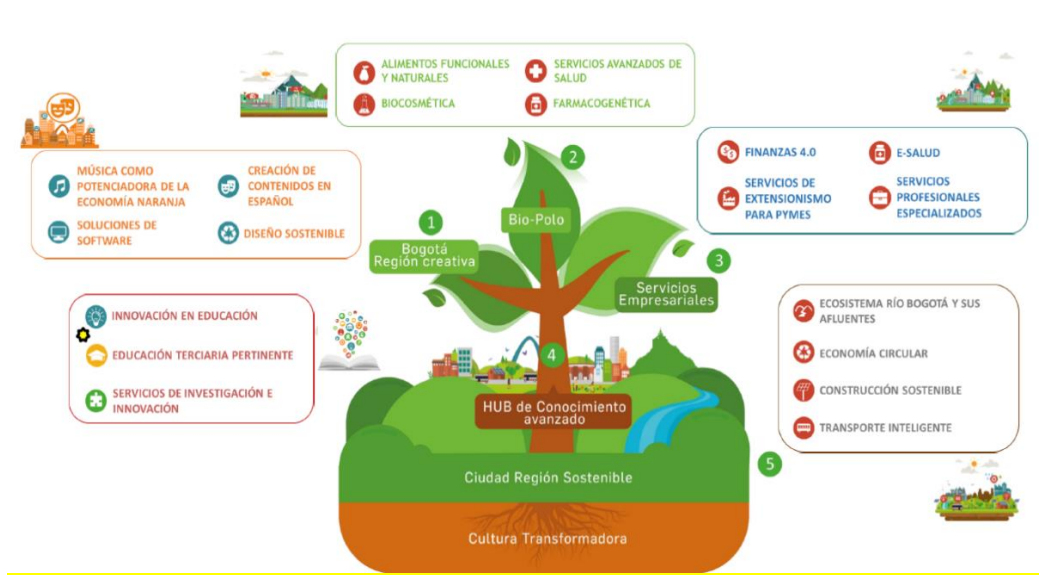 ALIMENTOS FUNCIONALES
Y NATURALES
SERVICIOS AVANZADOS DE
SALUD
BIOCOSMÉTICA
FARMACOGENÉTICA
MÚSICA COMO
POTENCIADORA DE LA
ECONOMÍA NARANJA
CREACIÓN DE
CONTENIDOS EN
ESPAÑOL
SOLUCIONES DE
SOFTWARE
DISEÑO SOSTENIBLE
FINANZAS 4.0
E-SALUD
SERVICIOS DE
EXTENSIONISMO
PARA PYMES
SERVICIOS
PROFESIONALES
ESPECIALIZADOS
2
Bio-Polo
1
Bogotá
Región creativa
3
Servicios
Empresariales
INNOVACIÓN EN EDUCACIÓN
EDUCACIÓN TERCIARIA PERTINENTE
SERVICIOS DE INVESTIGACIÓN E
INNOVACIÓN
4
HUB de Conocimiento
avanzado
ECOSISTEMA RÍO BOGOTÁ Y SUS
AFLUENTES
ECONOMÍA CIRCULAR
CONSTRUCCIÓN SOSTENIBLE
TRANSPORTE INTELIGENTE
5
Ciudad Región Sostenible
Cultura Transformadora